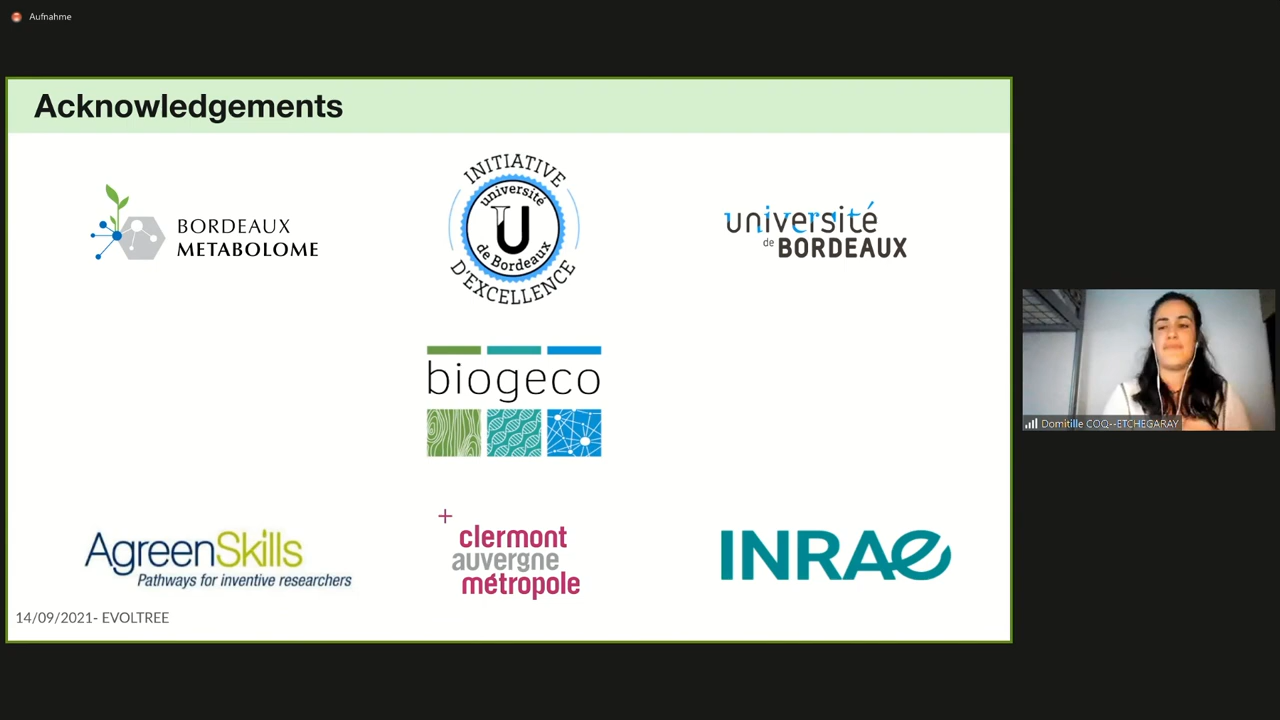 Aufnahme
Acknowledgements
BORDEAUX
METABOLOME
INITIATIVE
université
U
de Bordeaux
D'EXCELLENCE
université
de BORDEAUX
biogeco
AgreenSkills
Pathways for inventive researchers
clermont
auvergne
métropole
INRAE
14/09/2021- EVOLTREE
Domitille COQ--ETCHEGARAY